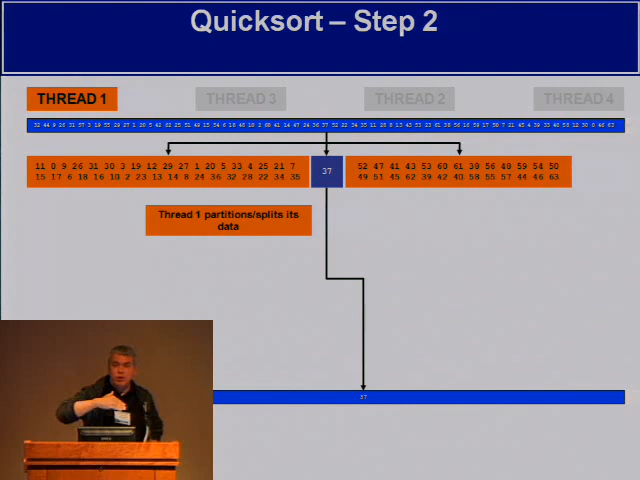 Quicksort – Step 2
THREAD 1
THREAD 3
THREAD 2
THREAD 4
11 0 9 26 31 30 3 19 12 29 27 1 20 5 33 4 25 21 7
15 17 6 18 16 10 2 23 13 14 8 24 36 32 28 22 34 35
37
52 47 41 43 53 60 61 38 56 48 59 54 50
49 51 45 62 39 42 40 58 55 57 44 46 63
Thread 1 partitions/splits its
data
37